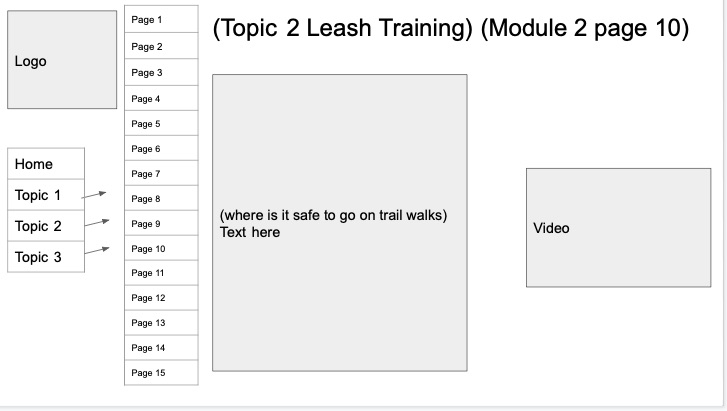 Logo
Home
Topic 1
Topic 2
Topic 3
Page 1
Page 2
Page 3
Page 4
Page 5
Page 6
Page 7
Page 8
Page 9
Page 10
Page 11
Page 12
Page 13
Page 14
Page 15
(Topic 2 Leash Training) (Module 2 page 10)
(where is it safe to go on trail walks)
Text here
Video